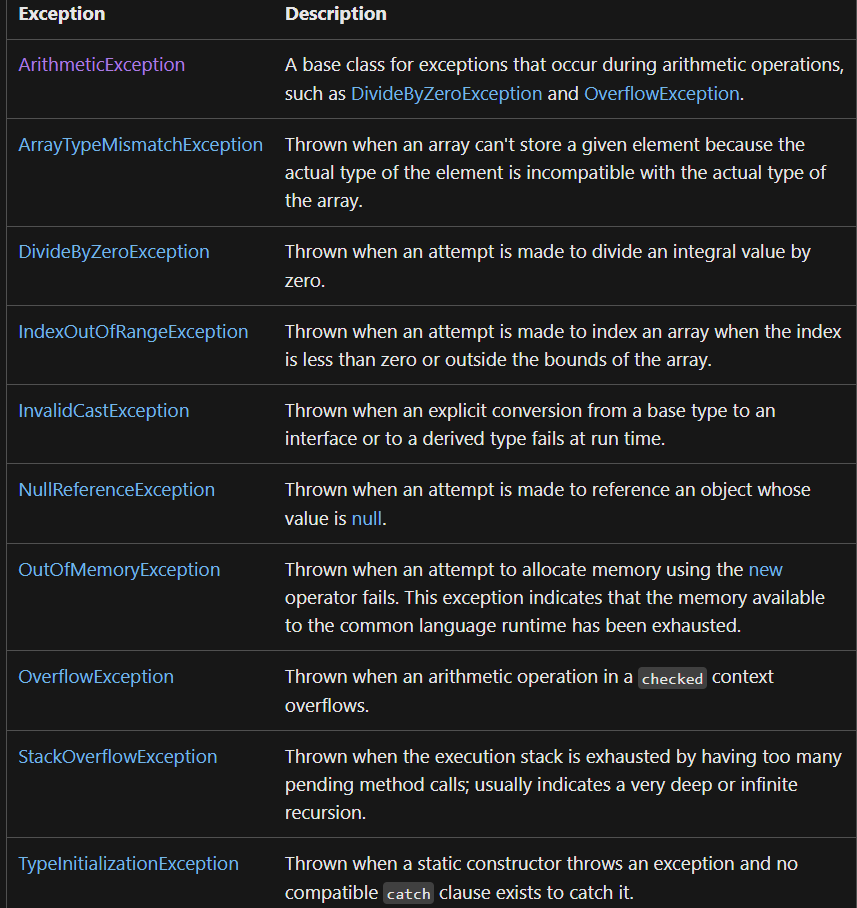 Exception Description
ArithmeticException A base class for exceptions that occur during arithmetic operations,
such as DivideByZeroException and OverflowException.
ArrayTypeMismatchException Thrown when an array can't store a given element because the
actual type of the element is incompatible with the actual type of
the array.
DivideByZeroException Thrown when an attempt is made to divide an integral value by
zero.
IndexOutOfRangeException Thrown when an attempt is made to index an array when the index
is less than zero or outside the bounds of the array.
InvalidCastException Thrown when an explicit conversion from a base type to an
interface or to a derived type fails at run time.
NullReferenceException Thrown when an attempt is made to reference an object whose
value is null.
OutOfMemoryException Thrown when an attempt to allocate memory using the new
operator fails. This exception indicates that the memory available
to the common language runtime has been exhausted.
OverflowException Thrown when an arithmetic operation in a checked context
overflows.
StackOverflowException Thrown when the execution stack is exhausted by having too many
pending method calls; usually indicates a very deep or infinite
recursion.
TypeInitializationException Thrown when a static constructor throws an exception and no
compatible catch clause exists to catch it.